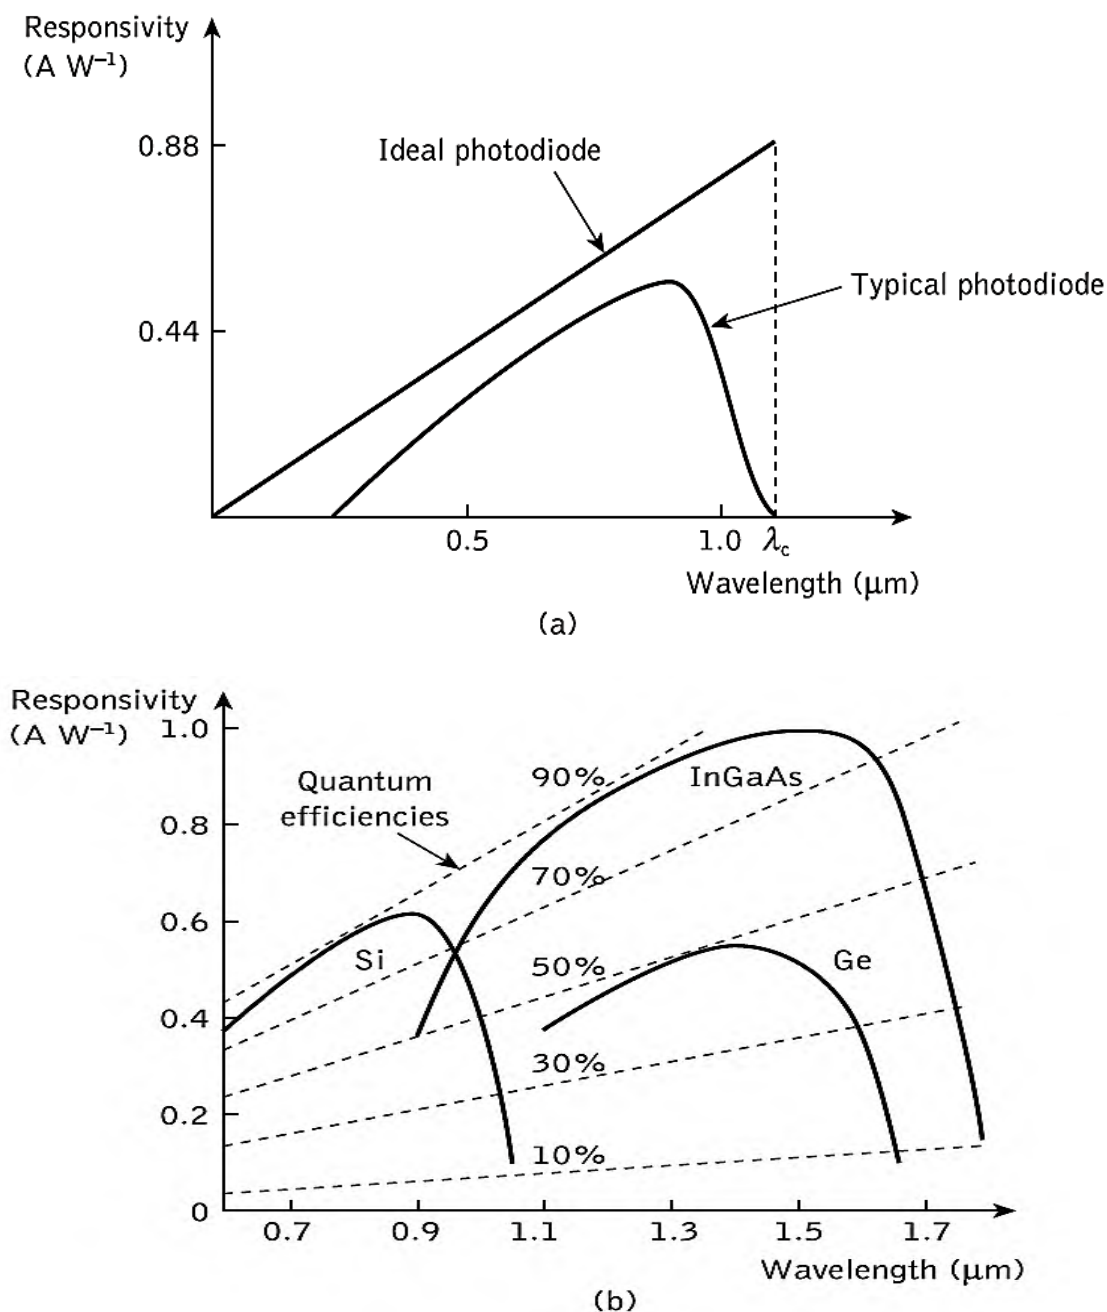 Responsivity
(A W⁻¹)
0.88
Ideal photodiode
Typical photodiode
0.44
0.5
1.0 λc
Wavelength (μm)
(a)
Responsivity
(A W⁻¹)
1.0
90%
InGaAs
Quantum
efficiencies
0.8
70%
0.6
Si
50%
Ge
0.4
30%
0.2
10%
0
0.7
0.9
1.1
1.3
1.5
1.7
Wavelength (μm)
(b)